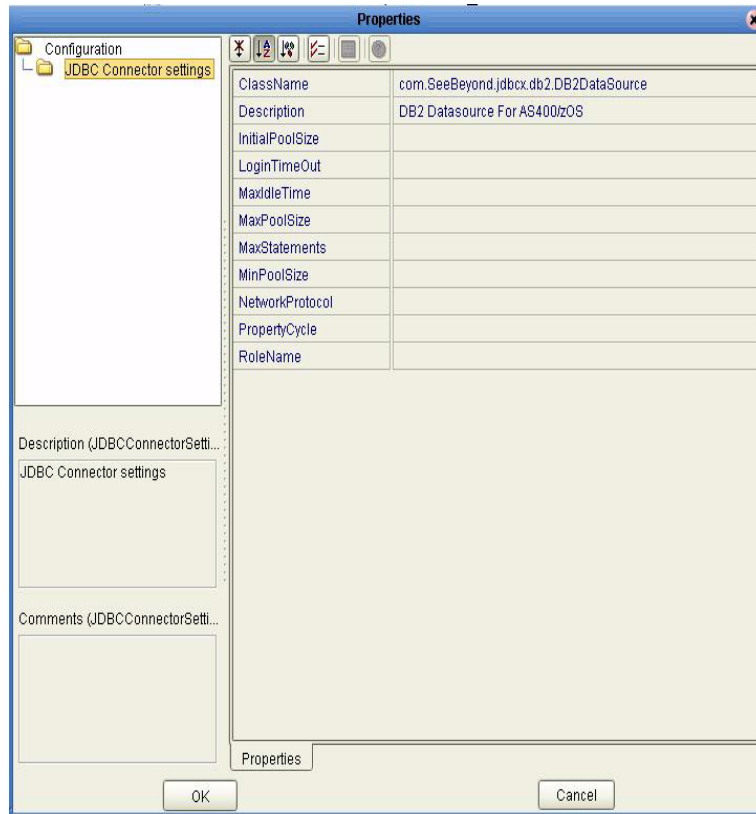 Properties
Configuration
JDBC Connector settings
ClassName com.SeeBeyond.jdbcx.db2.DB2DataSource
Description DB2 Datasource For AS400/zOS
InitialPoolSize
LoginTimeOut
MaxIdleTime
MaxPoolSize
MaxStatements
MinPoolSize
NetworkProtocol
PropertyCycle
RoleName
Description (JDBCConnectorSetti...
JDBC Connector settings
Comments (JDBCConnectorSetti...
Properties
OK Cancel